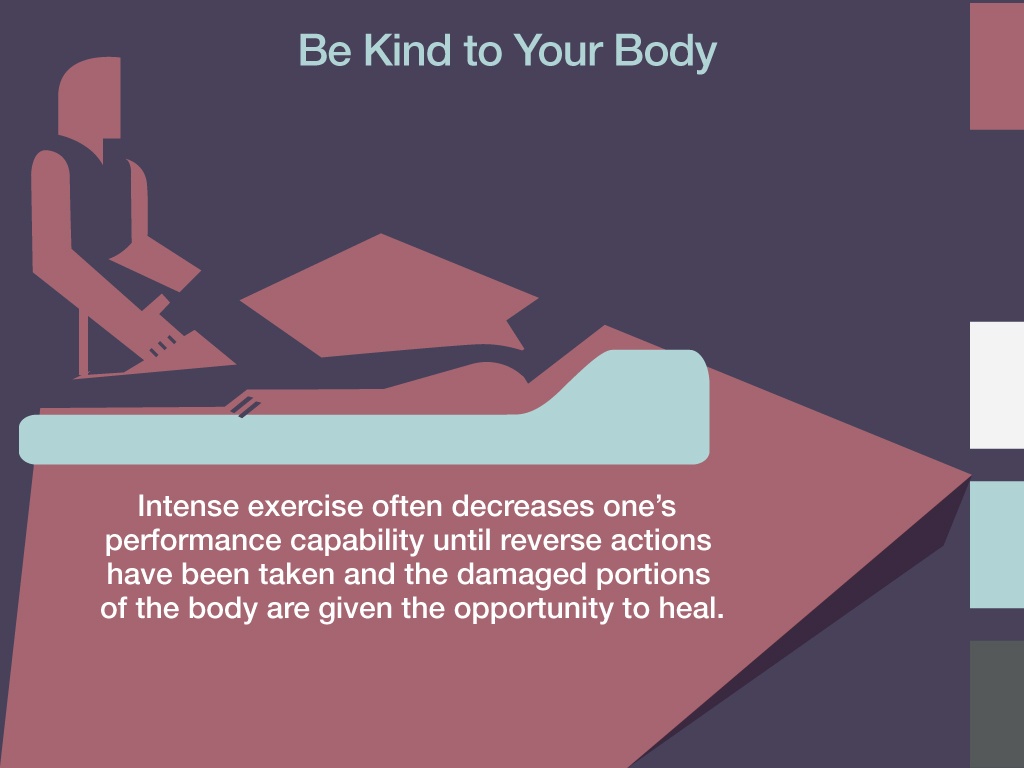 Be Kind to Your Body
Intense exercise often decreases one’s
performance capability until reverse actions
have been taken and the damaged portions
of the body are given the opportunity to heal.